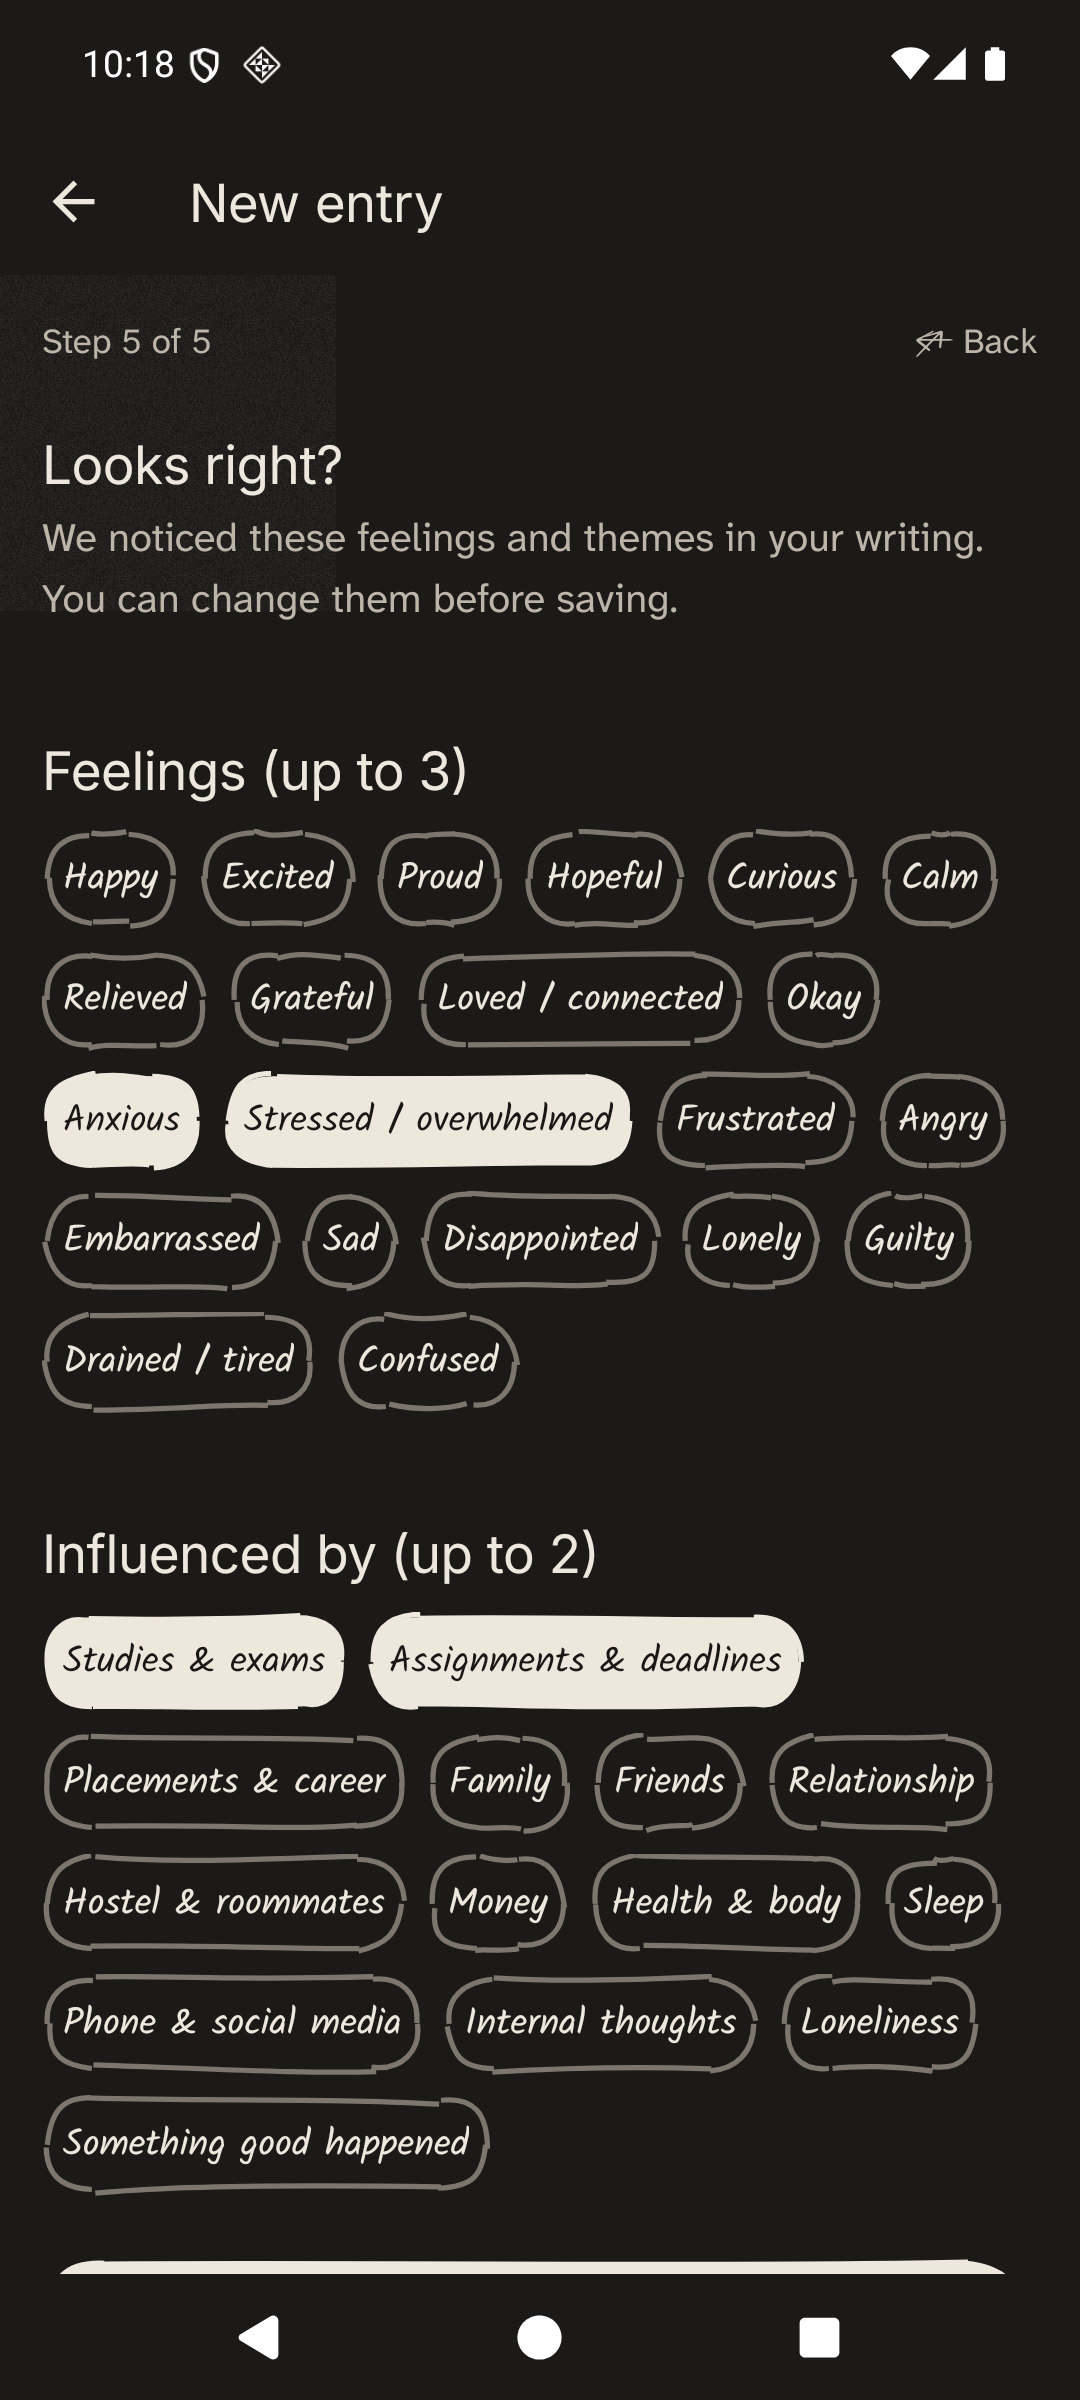 10:18
New entry
Step 5 of 5 Back
Looks right?
We noticed these feelings and themes in your writing.
You can change them before saving.
Feelings (up to 3)
Happy Excited Proud Hopeful Curious Calm
Relieved Grateful Loved / connected Okay
Anxious Stressed / overwhelmed Frustrated Angry
Embarrassed Sad Disappointed Lonely Guilty
Drained / tired Confused
Influenced by (up to 2)
Studies & exams Assignments & deadlines
Placements & career Family Friends Relationship
Hostel & roommates Money Health & body Sleep
Phone & social media Internal thoughts Loneliness
Something good happened